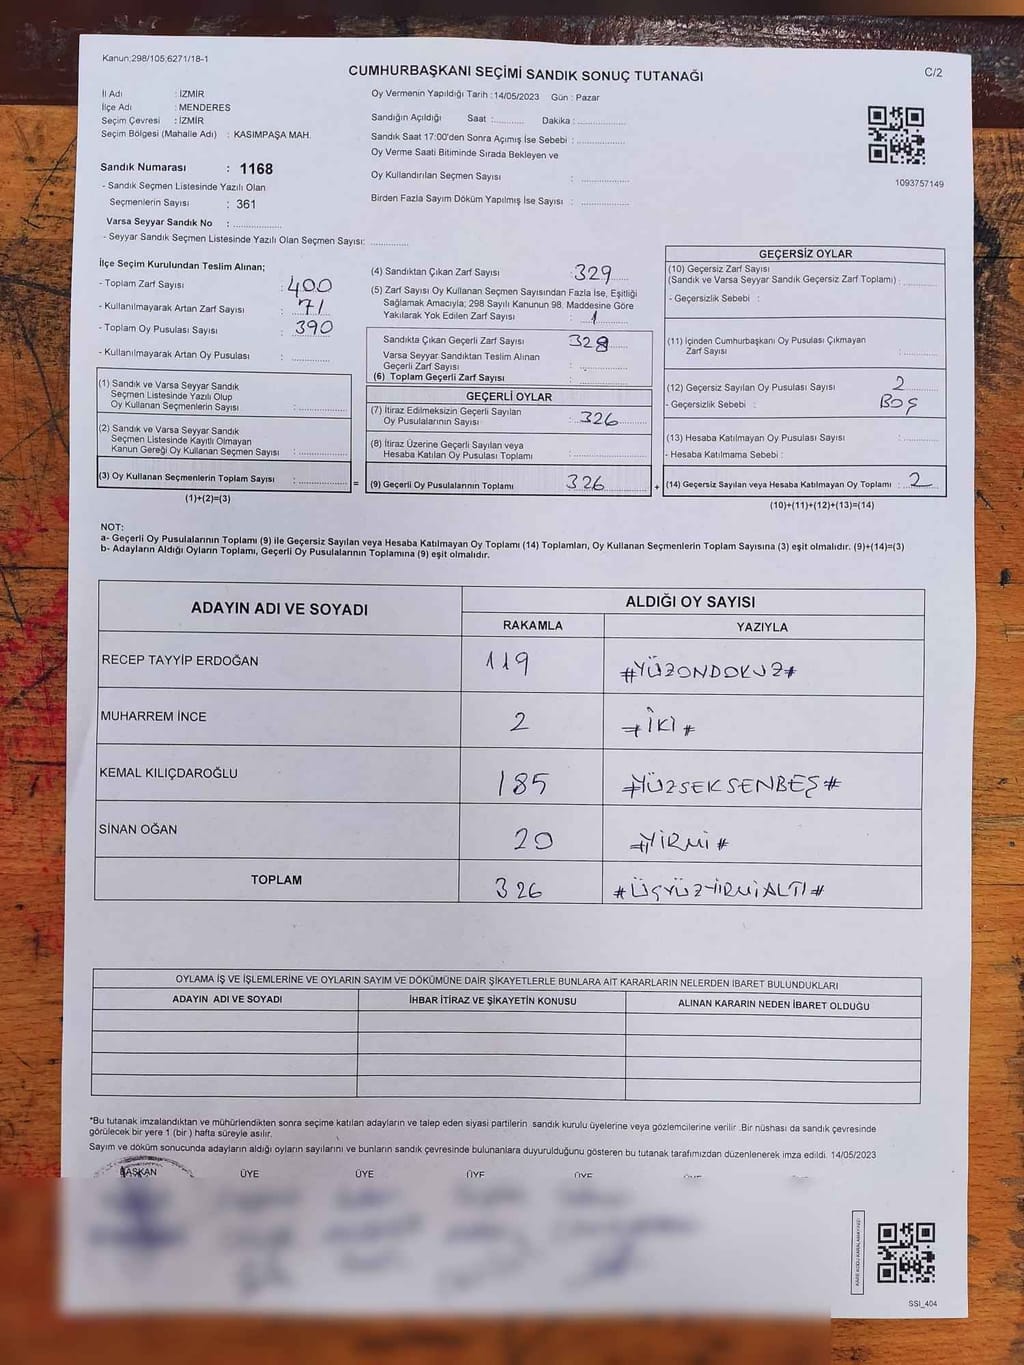 Kanun;298/105,6271/18-1
C/2
CUMHURBAŞKANI SEÇİMİ SANDIK SONUÇ TUTANAĞI
İl Adı : İZMİR
İlçe Adı : MENDERES
Seçim Çevresi : İZMİR
Seçim Bölgesi (Mahalle Adı) : KASIMPAŞA MAH.
Sandık Numarası : 1168
- Sandık Seçmen Listesinde Yazılı Olan
Seçmenlerin Sayısı : 361
Varsa Seyyar Sandık No : ..............
- Seyyar Sandık Seçmen Listesinde Yazılı Olan Seçmen Sayısı: ............
Oy Vermenin Yapıldığı Tarih :14/05/2023 Gün : Pazar
Sandığın Açıldığı Saat :............ Dakika :..............
Sandık Saat 17:00'den Sonra Açımış İse Sebebi : ..............
Oy Verme Saati Bitiminde Sırada Bekleyen ve
Oy Kullandırılan Seçmen Sayısı : ..............
Birden Fazla Sayım Döküm Yapılmış İse Sayısı : ..............
1093757149
İlçe Seçim Kurulundan Teslim Alınan;
- Toplam Zarf Sayısı : 400
- Kullanılmayarak Artan Zarf Sayısı : 71
- Toplam Oy Pusulası Sayısı : 390
- Kullanılmayarak Artan Oy Pusulası : ............
(1) Sandık ve Varsa Seyyar Sandık
Seçmen Listesinde Yazılı Olup
Oy Kullanan Seçmenlerin Sayısı : ............
(2) Sandık ve Varsa Seyyar Sandık
Seçmen Listesinde Kayıtlı Olmayan
Kanun Gereği Oy Kullanan Seçmen Sayısı : ............
(3) Oy Kullanan Seçmenlerin Toplam Sayısı : ............
(1)+(2)=(3)
=
(4) Sandıktan Çıkan Zarf Sayısı : 329
(5) Zarf Sayısı Oy Kullanan Seçmen Sayısından Fazla İse, Eşitliği
Sağlamak Amacıyla; 298 Sayılı Kanunun 98. Maddesine Göre
Yakılarak Yok Edilen Zarf Sayısı : 1
Sandıkta Çıkan Geçerli Zarf Sayısı 328
Varsa Seyyar Sandıktan Teslim Alınan
Geçerli Zarf Sayısı : ............
(6) Toplam Geçerli Zarf Sayısı : ............
GEÇERLİ OYLAR
(7) İtiraz Edilmeksizin Geçerli Sayılan
Oy Pusulalarının Sayısı : 326
(8) İtiraz Üzerine Geçerli Sayılan veya
Hesaba Katılan Oy Pusulası Toplamı : ............
(9) Geçerli Oy Pusulalarının Toplamı 326
+
GEÇERSİZ OYLAR
(10) Geçersiz Zarf Sayısı
(Sandık ve Varsa Seyyar Sandık Geçersiz Zarf Toplamı) : ............
- Geçersizlik Sebebi :
(11) İçinden Cumhurbaşkanı Oy Pusulası Çıkmayan
Zarf Sayısı : ............
(12) Geçersiz Sayılan Oy Pusulası Sayısı : 2
- Geçersizlik Sebebi : BOŞ
(13) Hesaba Katılmayan Oy Pusulası Sayısı : ............
- Hesaba Katılmama Sebebi :
(14) Geçersiz Sayılan veya Hesaba Katılmayan Oy Toplamı : 2
(10)+(11)+(12)+(13)=(14)
NOT:
a- Geçerli Oy Pusulalarının Toplamı (9) ile Geçersiz Sayılan veya Hesaba Katılmayan Oy Toplamı (14) Toplamları, Oy Kullanan Seçmenlerin Toplam Sayısına (3) eşit olmalıdır. (9)+(14)=(3)
b- Adayların Aldığı Oyların Toplamı, Geçerli Oy Pusulalarının Toplamına (9) eşit olmalıdır.
ADAYIN ADI VE SOYADI ALDIĞI OY SAYISI
RAKAMLA YAZIYLA
RECEP TAYYİP ERDOĞAN 119 #YÜZONDOKUZ#
MUHARREM İNCE 2 #İKİ#
KEMAL KILIÇDAROĞLU 185 #YÜZSEKSENBEŞ#
SİNAN OĞAN 20 #YİRMİ#
TOPLAM 326 #ÜÇYÜZYİRMİALTI#
OYLAMA İŞ VE İŞLEMLERİNE VE OYLARIN SAYIM VE DÖKÜMÜNE DAİR ŞİKAYETLERLE BUNLARA AİT KARARLARIN NELERDEN İBARET BULUNDUKLARI
ADAYIN ADI VE SOYADI İHBAR İTİRAZ VE ŞİKAYETİN KONUSU ALINAN KARARIN NEDEN İBARET OLDUĞU
*Bu tutanak imzalandıktan ve mühürlendikten sonra seçime katılan adayların ve talep eden siyasi partilerin sandık kurulu üyelerine veya gözlemcilerine verilir .Bir nüshası da sandık çevresinde
görülecek bir yere 1 (bir ) hafta süreyle asılır.
Sayım ve döküm sonucunda adayların aldığı oyların sayılarını ve bunların sandık çevresinde bulunanlara duyurulduğunu gösteren bu tutanak tarafımızdan düzenlenerek imza edildi. 14/05/2023
BAŞKAN ÜYE ÜYE ÜYE ÜYE
SSI_404